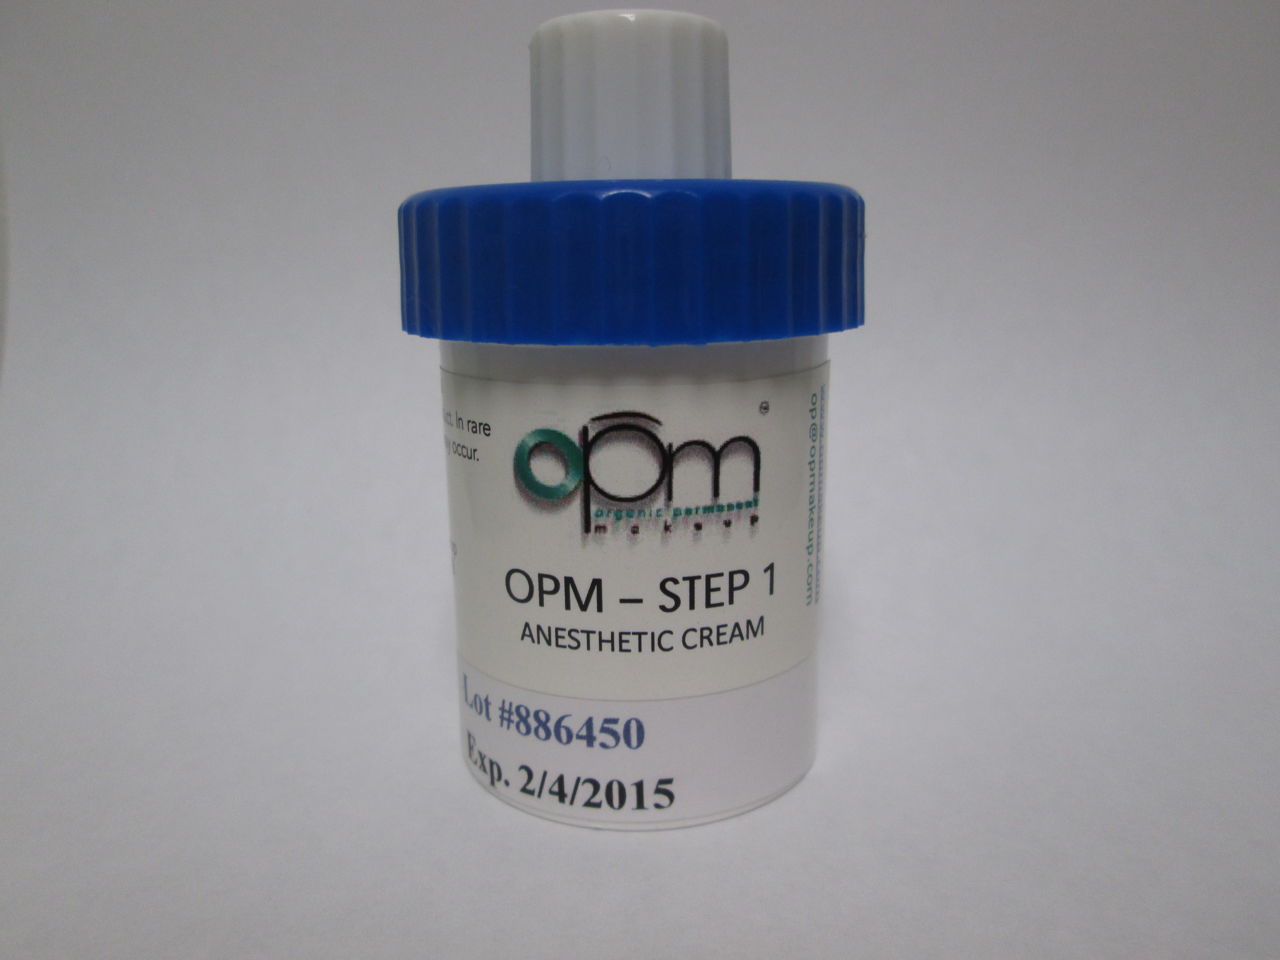 ct. In rare
occur.
opm
organic permanent
makeup
OPM – STEP 1
ANESTHETIC CREAM
Lot #886450
Exp. 2/4/2015
op@opmakeup.com